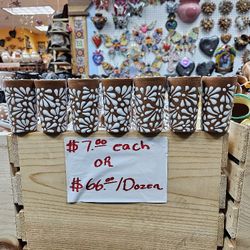 $7.00 each
OR
$66.00/Dozen